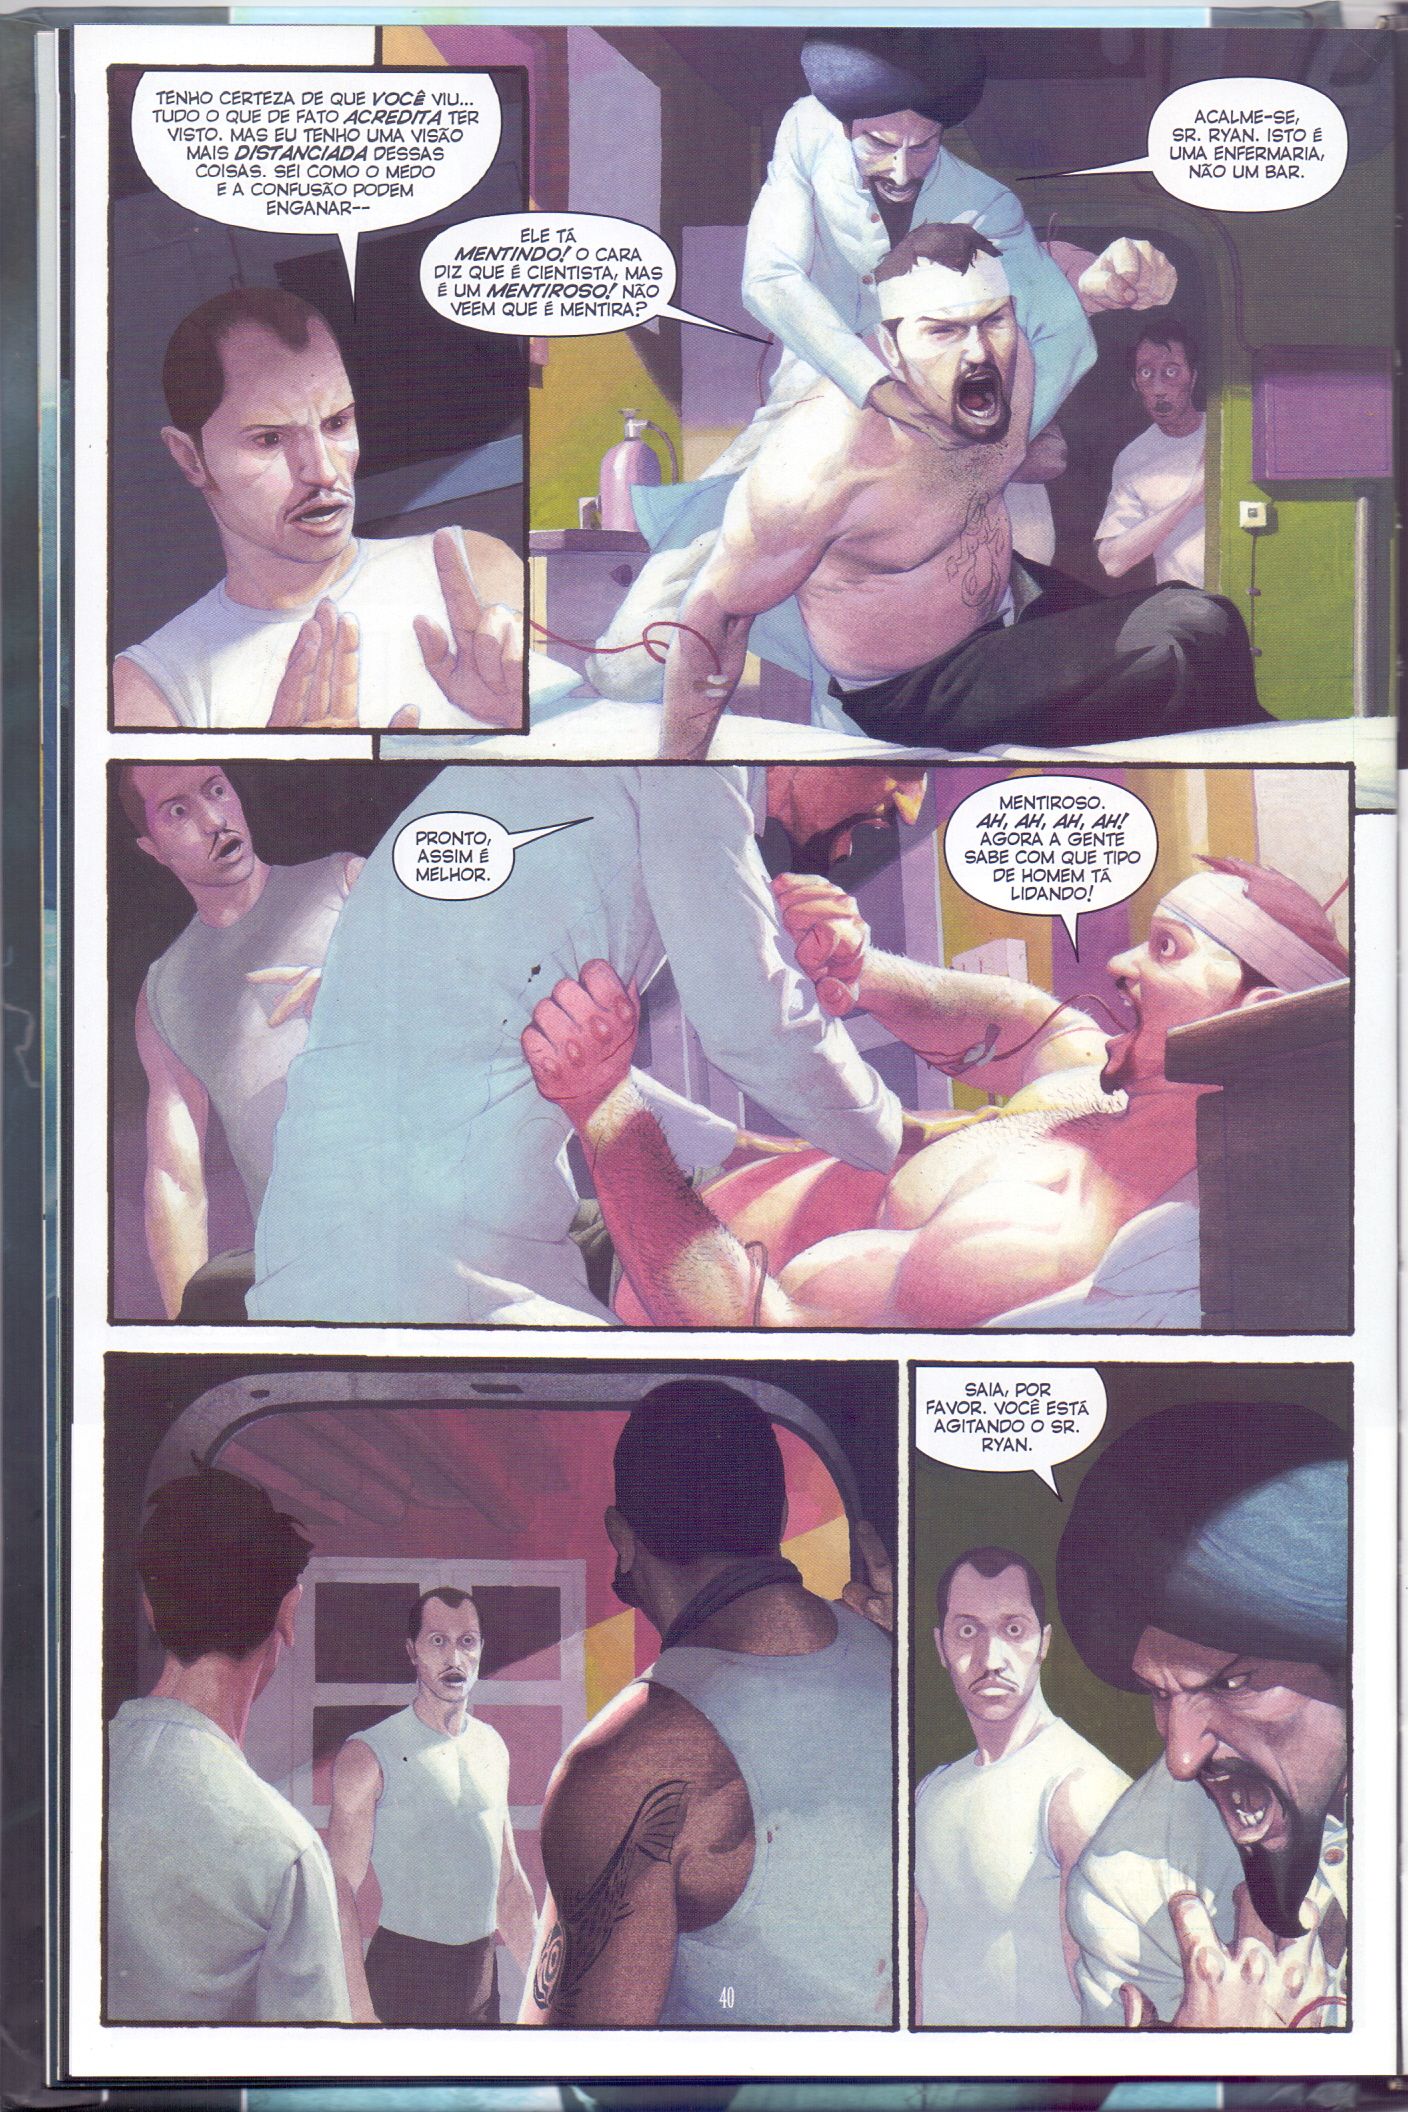 TENHO CERTEZA DE QUE VOCÊ VIU...
TUDO O QUE DE FATO ACREDITA TER
VISTO. MAS EU TENHO UMA VISÃO
MAIS DISTANCIADA DESSAS
COISAS. SEI COMO O MEDO
E A CONFUSÃO PODEM
ENGANAR--
ELE TÁ
MENTINDO! O CARA
DIZ QUE É CIENTISTA, MAS
É UM MENTIROSO! NÃO
VEEM QUE É MENTIRA?
ACALME-SE,
SR. RYAN. ISTO É
UMA ENFERMARIA,
NÃO UM BAR.
PRONTO,
ASSIM É
MELHOR.
MENTIROSO.
AH, AH, AH, AH!
AGORA A GENTE
SABE COM QUE TIPO
DE HOMEM TÁ
LIDANDO!
SAIA, POR
FAVOR. VOCÊ ESTÁ
AGITANDO O SR.
RYAN.
40